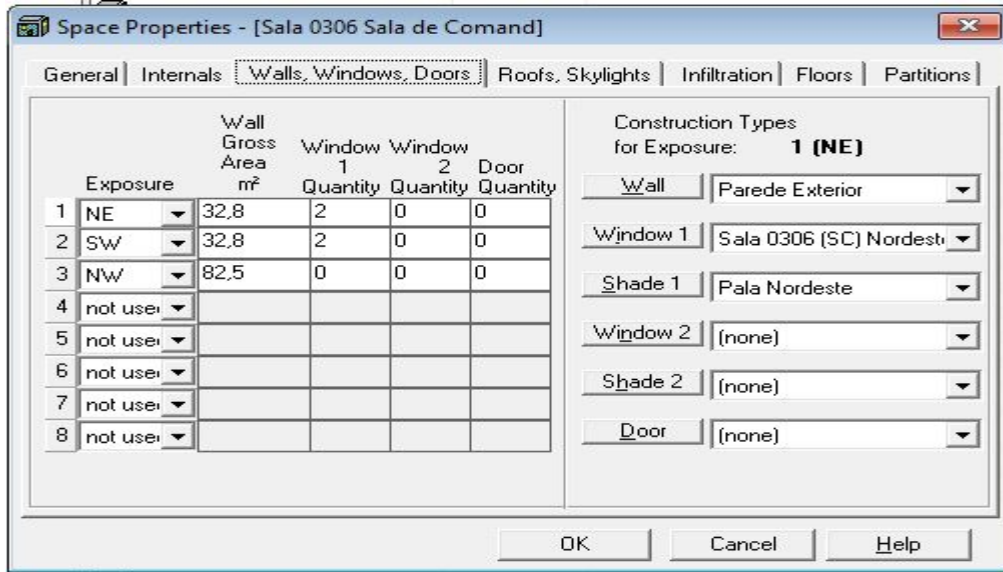 Space Properties - [Sala 0306 Sala de Comand]
General Internals Walls, Windows, Doors Roofs, Skylights Infiltration Floors Partitions
Exposure Wall Gross Area m² Window 1 Quantity Window 2 Quantity Door Quantity
1 NE 32,8 2 0 0
2 SW 32,8 2 0 0
3 NW 82,5 0 0 0
4 not use
5 not use
6 not use
7 not use
8 not use
Construction Types
for Exposure: 1 (NE)
Wall Parede Exterior
Window 1 Sala 0306 (SC) Nordest
Shade 1 Pala Nordeste
Window 2 (none)
Shade 2 (none)
Door (none)
OK Cancel Help